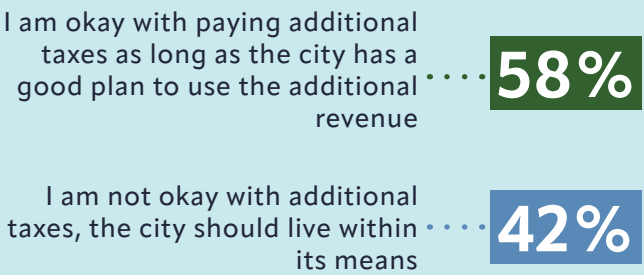 I am okay with paying additional
taxes as long as the city has a
good plan to use the additional
revenue
58%
I am not okay with additional
taxes, the city should live within
its means
42%